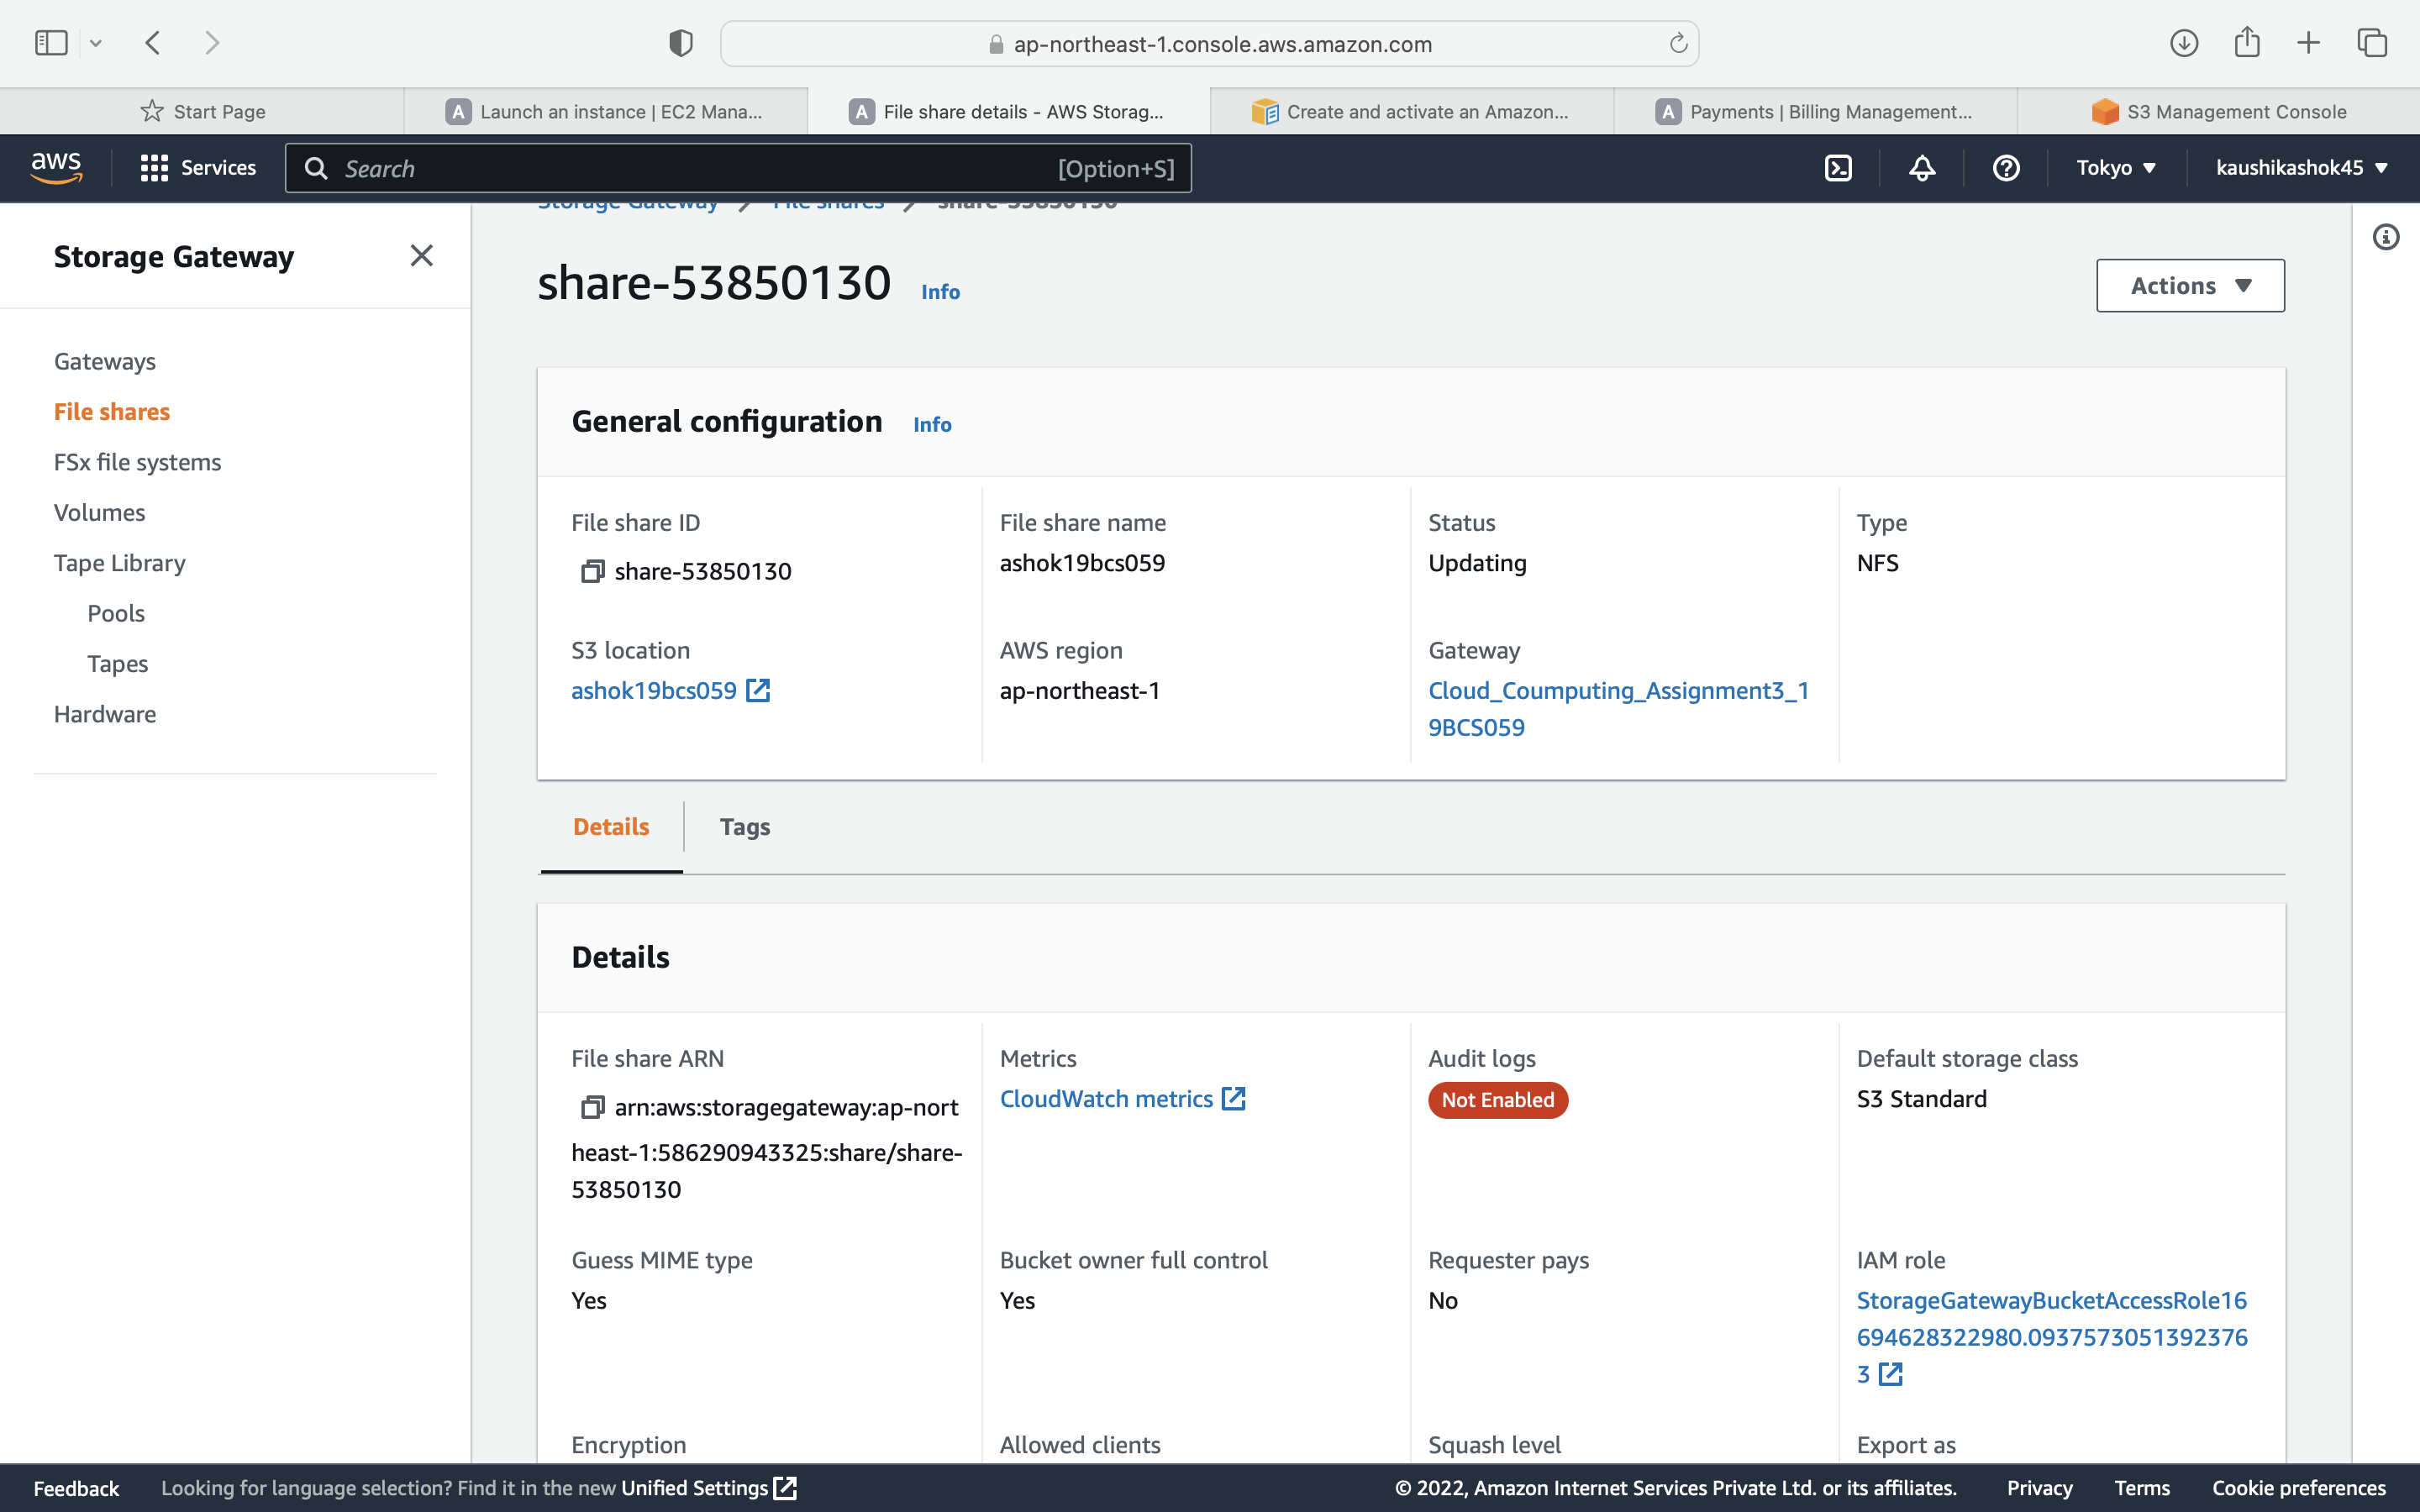 ap-northeast-1.console.aws.amazon.com
Start Page
A Launch an instance | EC2 Mana...
A File share details - AWS Storag...
Create and activate an Amazon...
A Payments | Billing Management...
S3 Management Console
aws
Services
Search
[Option+S]
Tokyo ▼
kaushikashok45 ▼
Storage Gateway
Gateways
File shares
FSx file systems
Volumes
Tape Library
Pools
Tapes
Hardware
Storage Gateway > File shares > share-53850130
share-53850130 Info
Actions ▼
General configuration Info
File share ID
share-53850130
File share name
ashok19bcs059
Status
Updating
Type
NFS
S3 location
ashok19bcs059
AWS region
ap-northeast-1
Gateway
Cloud_Coumputing_Assignment3_1
9BCS059
Details
Tags
Details
File share ARN
arn:aws:storagegateway:ap-nort
heast-1:586290943325:share/share-
53850130
Metrics
CloudWatch metrics
Audit logs
Not Enabled
Default storage class
S3 Standard
Guess MIME type
Yes
Bucket owner full control
Yes
Requester pays
No
IAM role
StorageGatewayBucketAccessRole16
694628322980.0937573051392376
3
Encryption
Allowed clients
Squash level
Export as
Feedback
Looking for language selection? Find it in the new Unified Settings
© 2022, Amazon Internet Services Private Ltd. or its affiliates.
Privacy
Terms
Cookie preferences